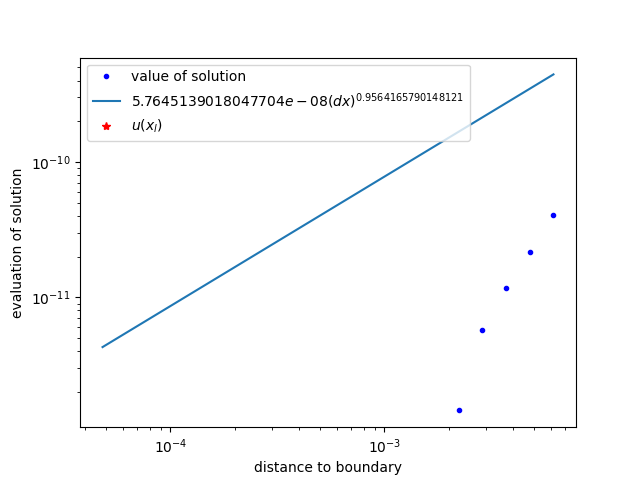 value of solution
5.7645139018047704e − 08(dx)^0.9564165790148121
u(x_l)
10^−10
10^−11
10^−4
10^−3
evaluation of solution
distance to boundary